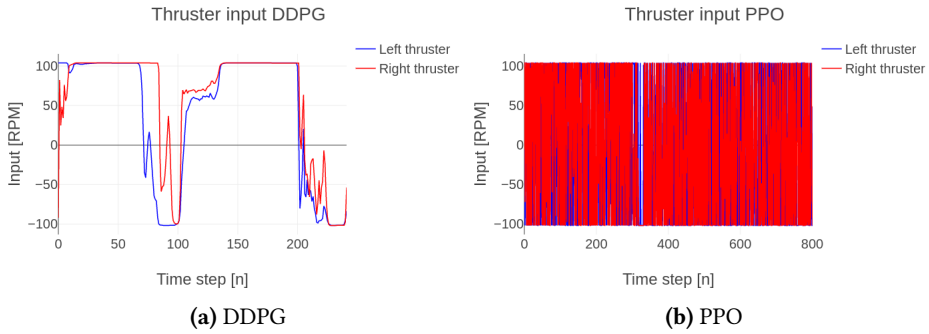 Thruster input DDPG
Left thruster
Right thruster
100
50
0
−50
−100
Input [RPM]
0
50
100
150
200
Time step [n]
(a) DDPG
Thruster input PPO
Left thruster
Right thruster
100
50
0
−50
−100
Input [RPM]
0
200
400
600
800
Time step [n]
(b) PPO